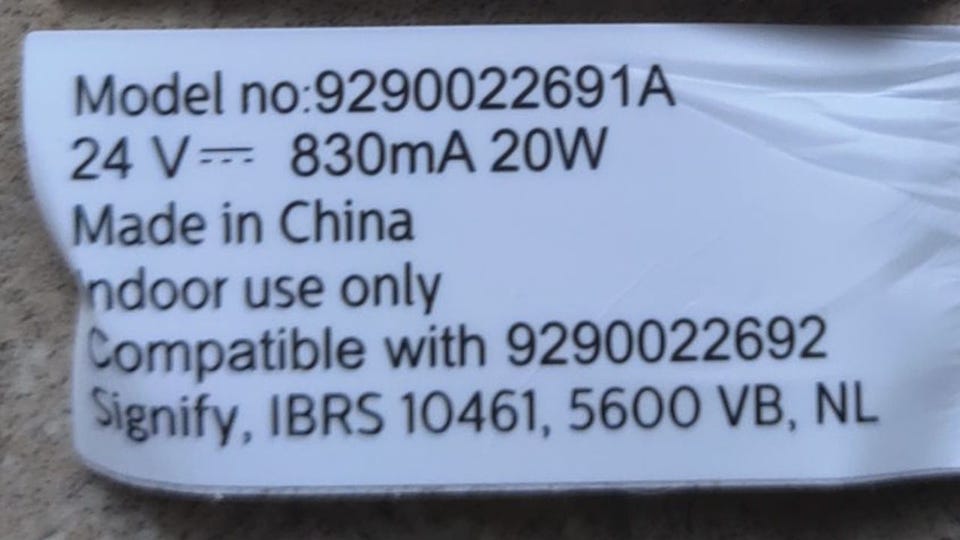 Model no:9290022691A
24 V⎓ 830mA 20W
Made in China
Indoor use only
Compatible with 9290022692
Signify, IBRS 10461, 5600 VB, NL